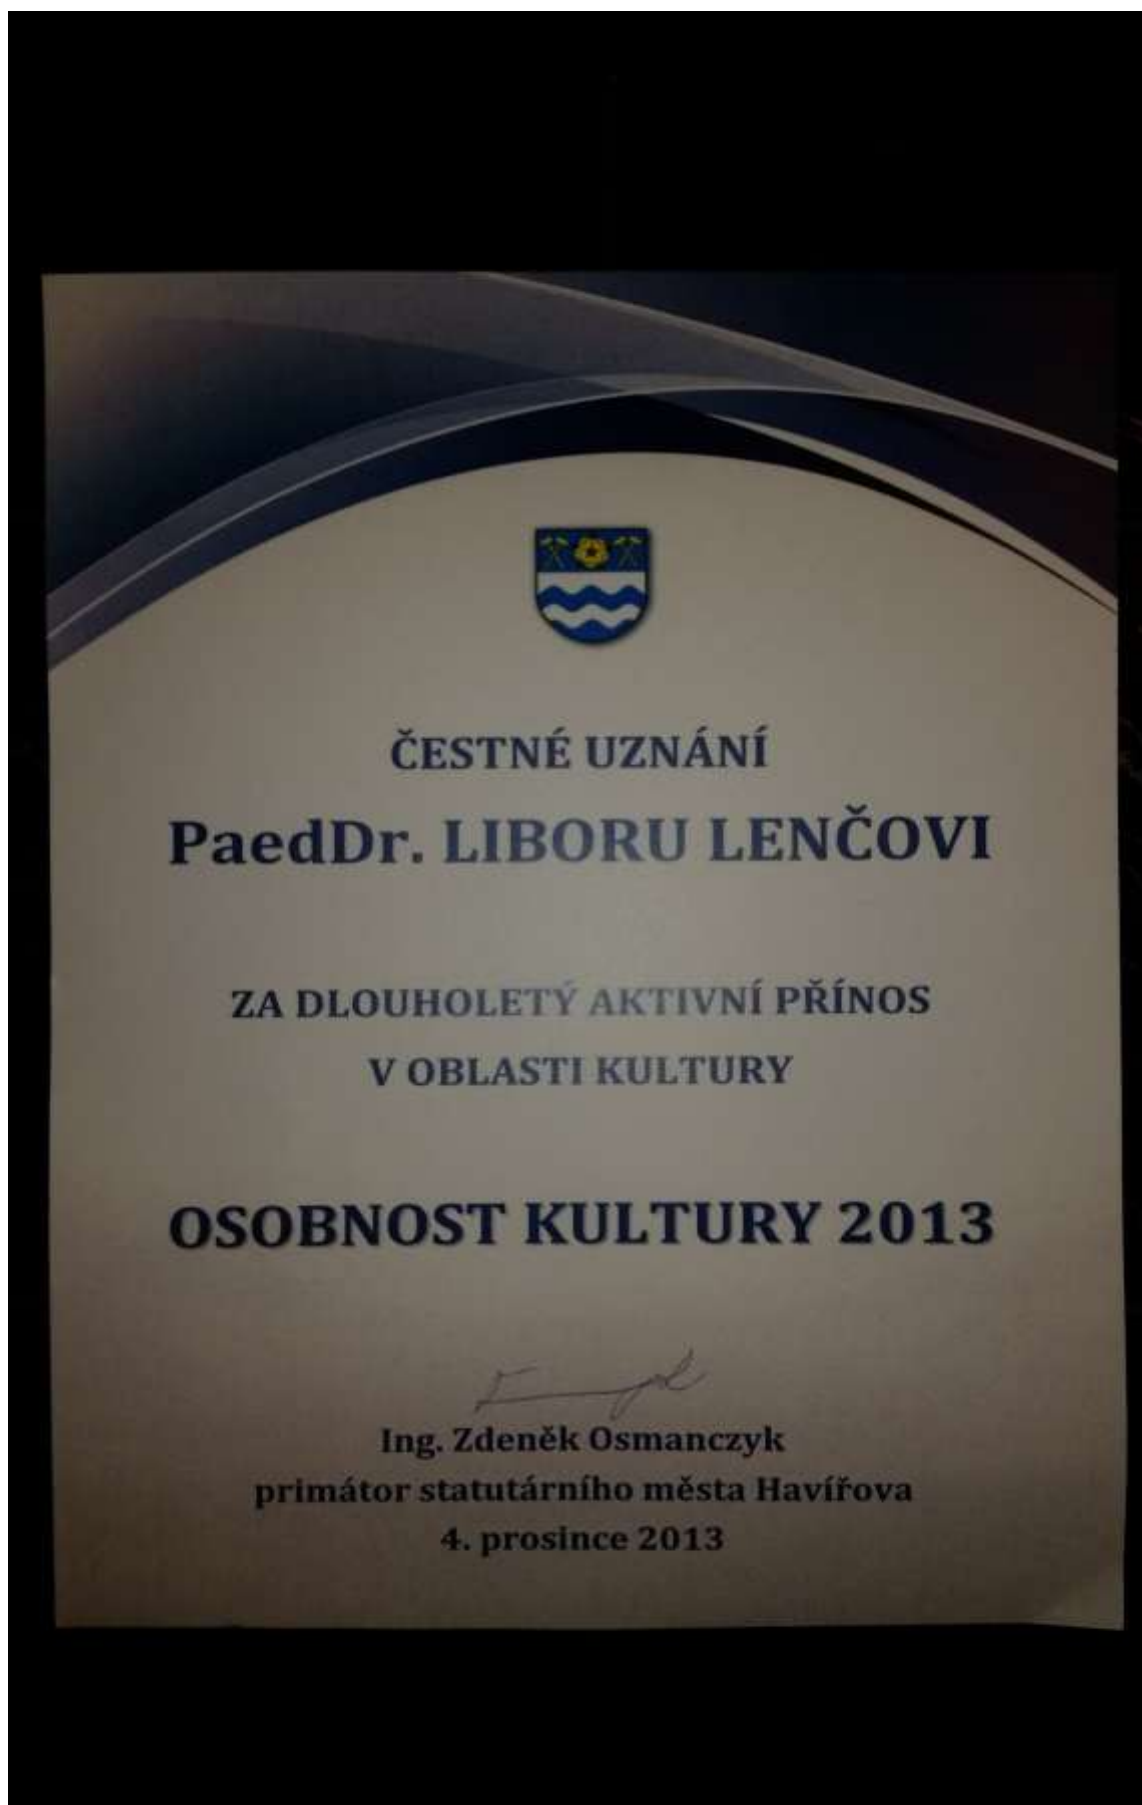 ČESTNÉ UZNÁNÍ
PaedDr. LIBORU LENČOVI
ZA DLOUHOLETÝ AKTIVNÍ PŘÍNOS
V OBLASTI KULTURY
OSOBNOST KULTURY 2013
Ing. Zdeněk Osmanczyk
primátor statutárního města Havířova
4. prosince 2013